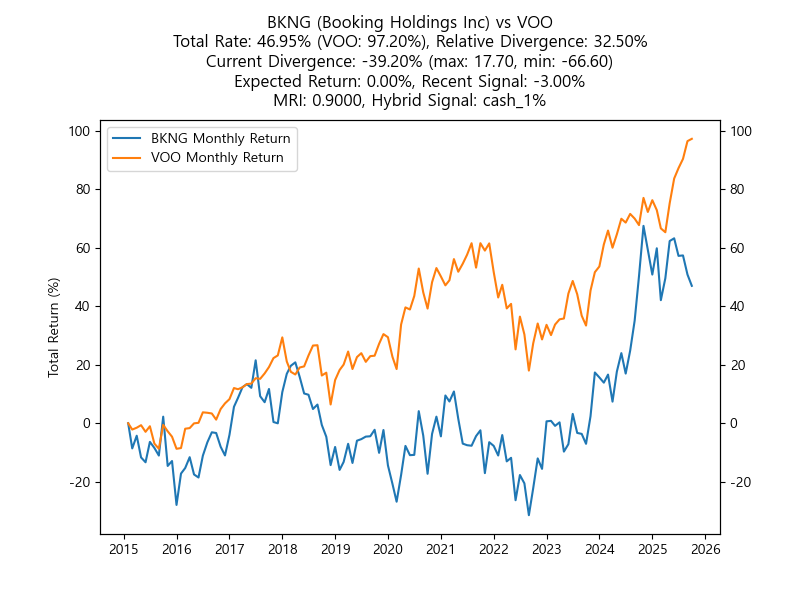 BKNG (Booking Holdings Inc) vs VOO
Total Rate: 46.95% (VOO: 97.20%), Relative Divergence: 32.50%
Current Divergence: -39.20% (max: 17.70, min: -66.60)
Expected Return: 0.00%, Recent Signal: -3.00%
MRI: 0.9000, Hybrid Signal: cash_1%
BKNG Monthly Return
VOO Monthly Return
Total Return (%)
100
80
60
40
20
0
-20
100
80
60
40
20
0
-20
2015 2016 2017 2018 2019 2020 2021 2022 2023 2024 2025 2026